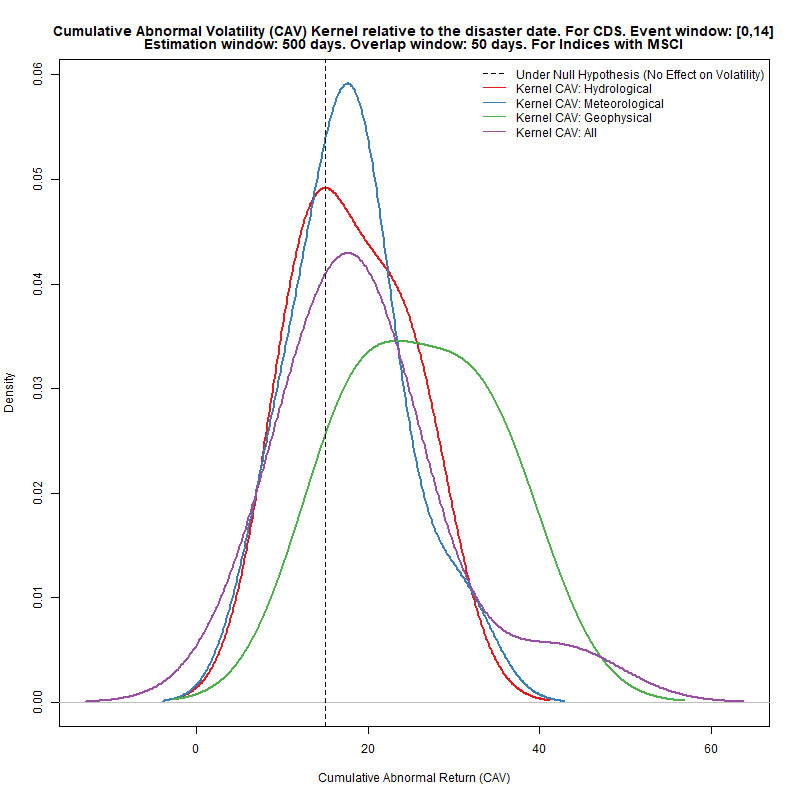 Cumulative Abnormal Volatility (CAV) Kernel relative to the disaster date. For CDS. Event window: [0,14]
Estimation window: 500 days. Overlap window: 50 days. For Indices with MSCI
Under Null Hypothesis (No Effect on Volatility)
Kernel CAV: Hydrological
Kernel CAV: Meteorological
Kernel CAV: Geophysical
Kernel CAV: All
0.06
0.05
0.04
0.03
0.02
0.01
0.00
Density
0 20 40 60
Cumulative Abnormal Return (CAV)